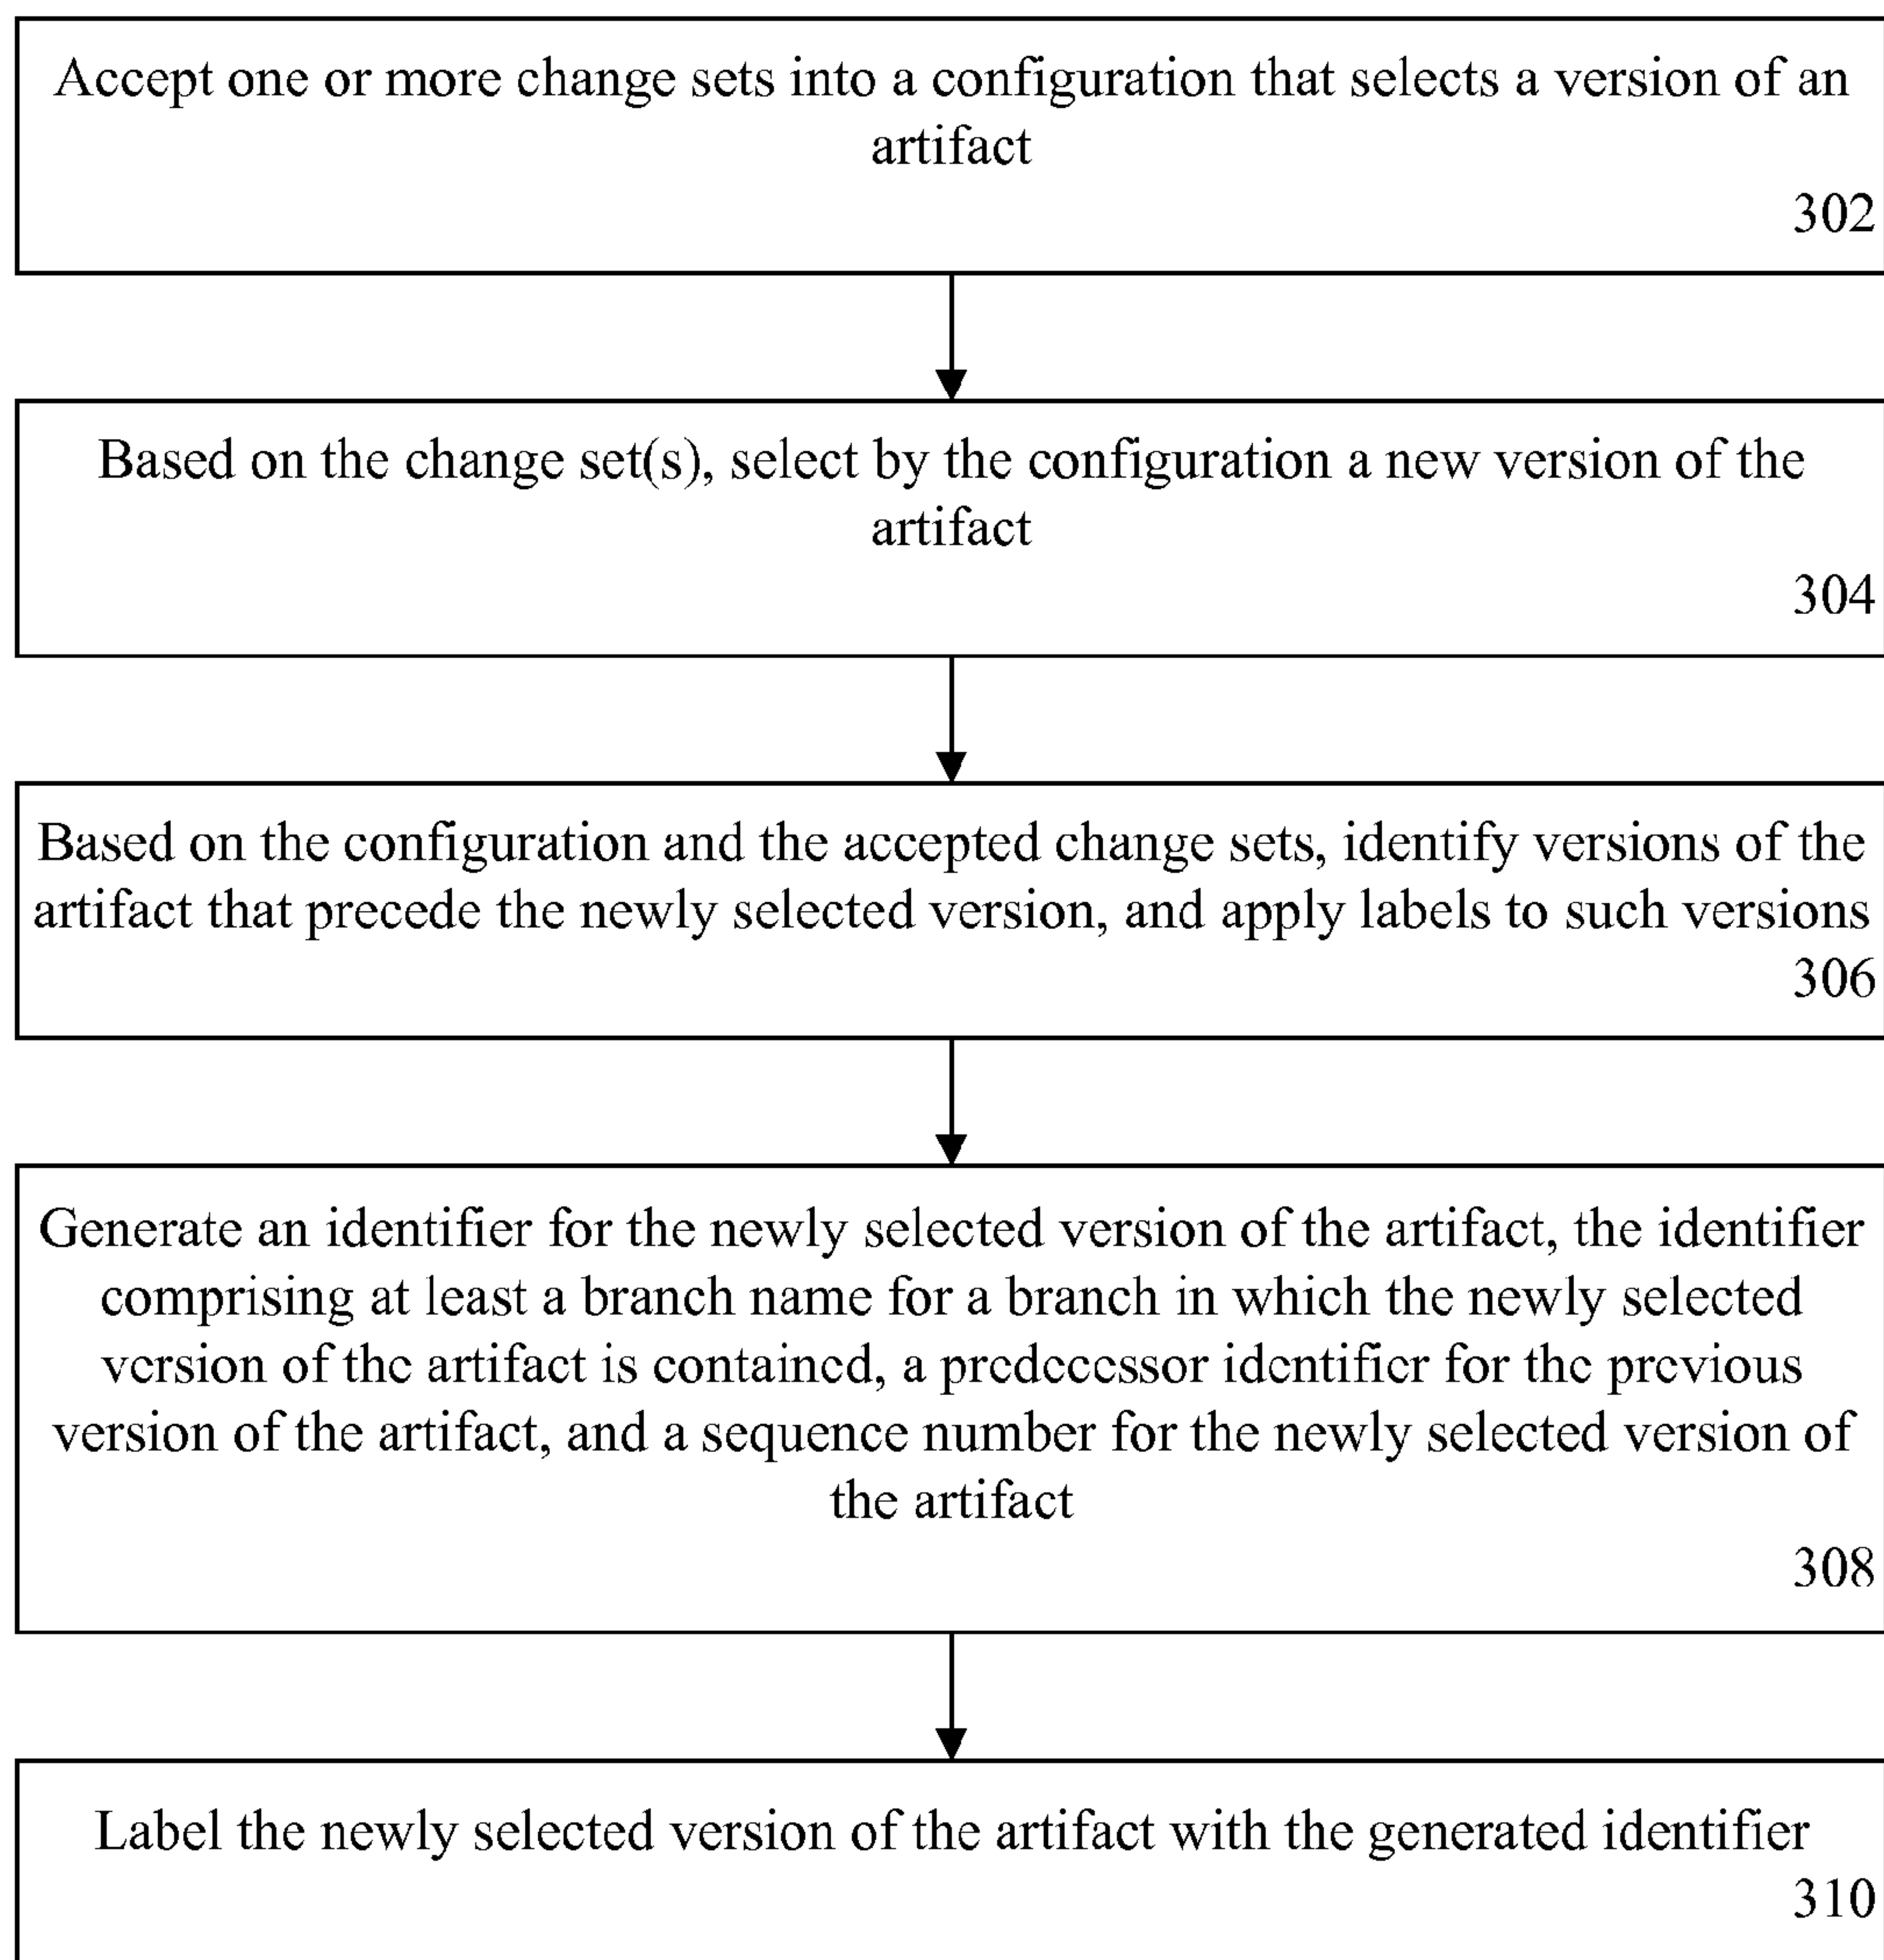 Accept one or more change sets into a configuration that selects a version of an
artifact
302
Based on the change set(s), select by the configuration a new version of the
artifact
304
Based on the configuration and the accepted change sets, identify versions of the
artifact that precede the newly selected version, and apply labels to such versions
306
Generate an identifier for the newly selected version of the artifact, the identifier
comprising at least a branch name for a branch in which the newly selected
version of the artifact is contained, a predecessor identifier for the previous
version of the artifact, and a sequence number for the newly selected version of
the artifact
308
Label the newly selected version of the artifact with the generated identifier
310